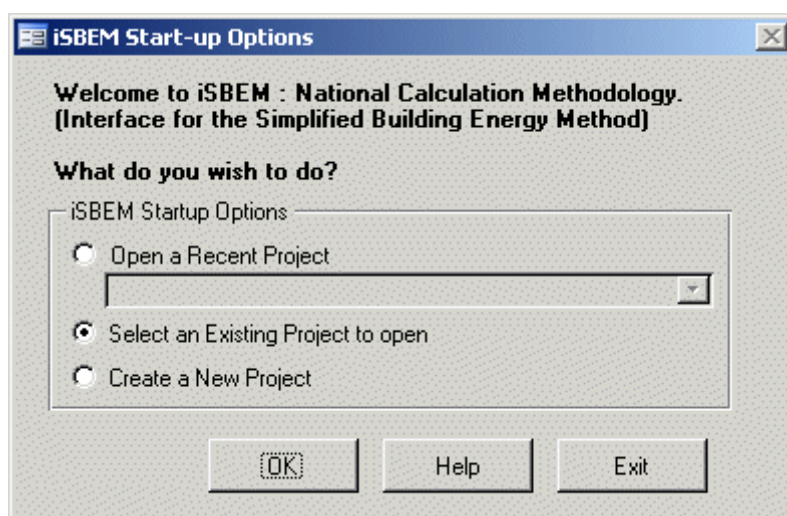 iSBEM Start-up Options
Welcome to iSBEM : National Calculation Methodology.
(Interface for the Simplified Building Energy Method)
What do you wish to do?
iSBEM Startup Options
Open a Recent Project
Select an Existing Project to open
Create a New Project
OK Help Exit